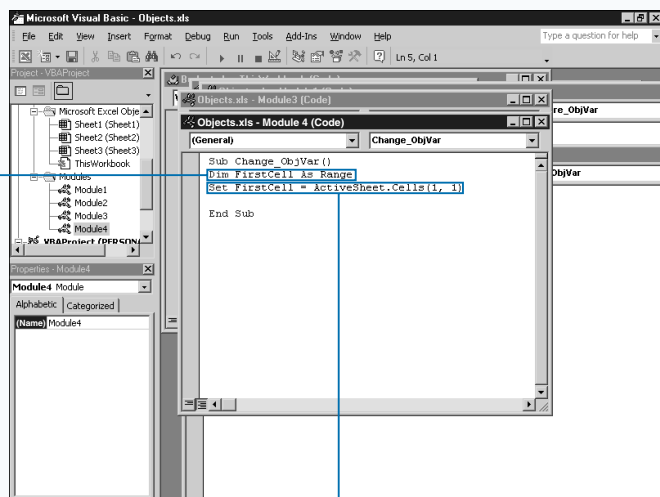 Microsoft Visual Basic - Objects.xls
File Edit View Insert Format Debug Run Tools Add-Ins Window Help
Type a question for help
Ln 5, Col 1
Project - VBAProject
Microsoft Excel Obje
Sheet1 (Sheet1)
Sheet2 (Sheet2)
Sheet3 (Sheet3)
ThisWorkbook
Modules
Module1
Module2
Module3
Module4
VBAProject (PERSON
Properties - Module4
Module4 Module
Alphabetic Categorized
(Name) Module4
Objects.xls - Module3 (Code)
re_ObjVar
ObjVar
Objects.xls - Module 4 (Code)
(General) Change_ObjVar
Sub Change_ObjVar()
Dim FirstCell As Range
Set FirstCell = ActiveSheet.Cells(1, 1)
End Sub